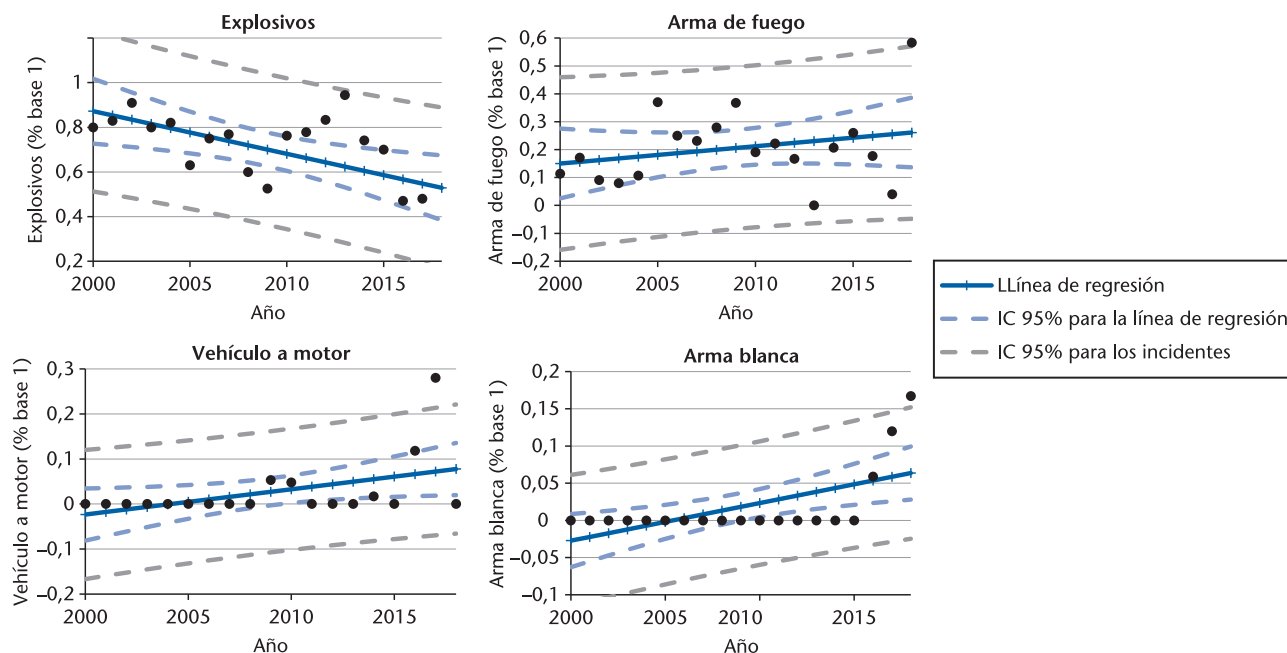 Explosivos
Explosivos (% base 1)
1
0,8
0,6
0,4
0,2
2000 2005 2010 2015
Año
Arma de fuego
Arma de fuego (% base 1)
0,6
0,5
0,4
0,3
0,2
0,1
0
–0,1
–0,2
2000 2005 2010 2015
Año
LLínea de regresión
IC 95% para la línea de regresión
IC 95% para los incidentes
Vehículo a motor
Vehículo a motor (% base 1)
0,3
0,2
0,1
0
–0,1
–0,2
2000 2005 2010 2015
Año
Arma blanca
Arma blanca (% base 1)
0,2
0,15
0,1
0,05
0
–0,05
–0,1
2000 2005 2010 2015
Año